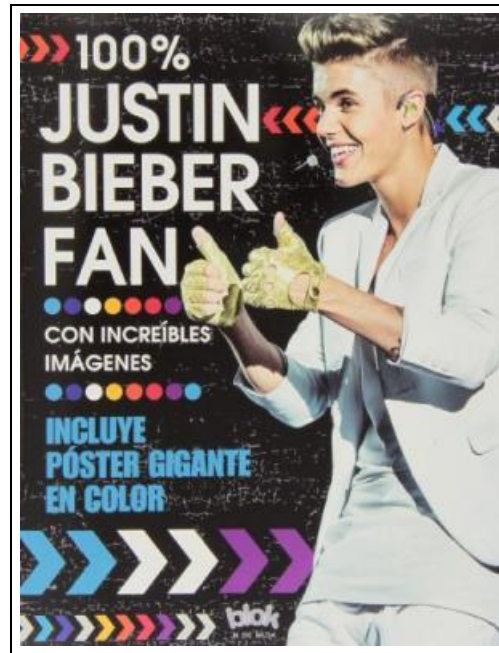 100%
JUSTIN
BIEBER
FAN
CON INCREÍBLES
IMÁGENES
INCLUYE
PÓSTER GIGANTE
EN COLOR
blok